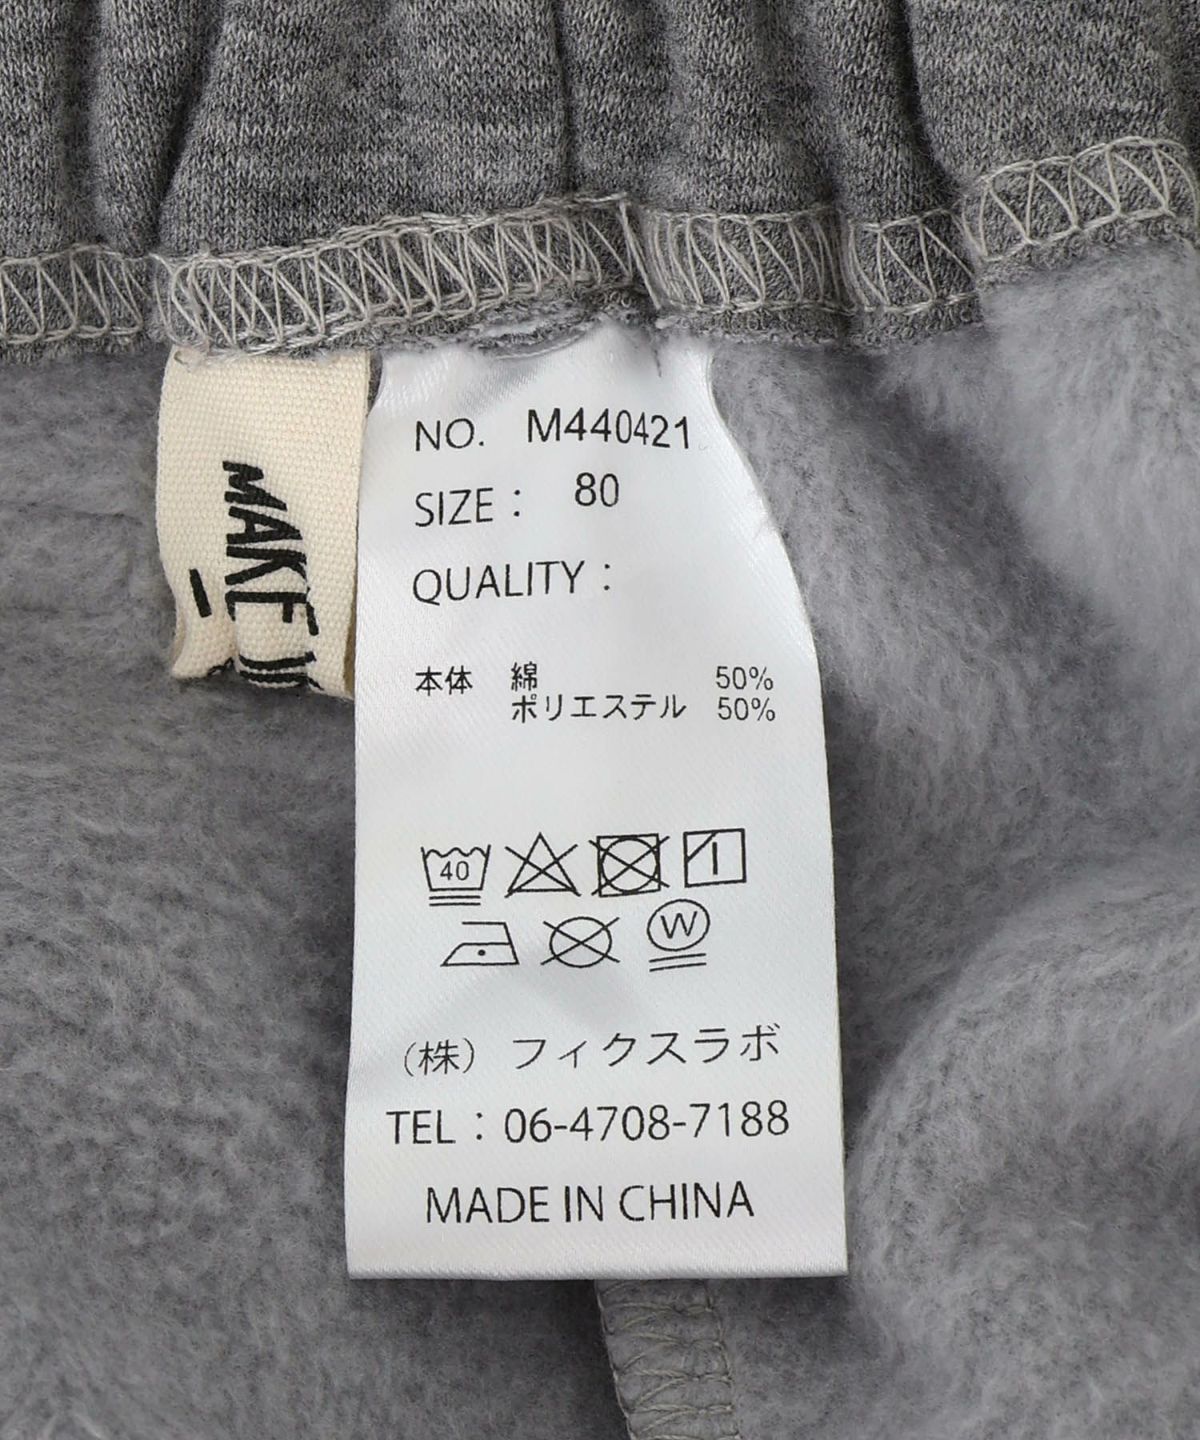 NO. M440421
SIZE : 80
QUALITY :
本体 綿 50%
ポリエステル 50%
40
W
(株) フィクスラボ
TEL : 06-4708-7188
MADE IN CHINA
MAKE